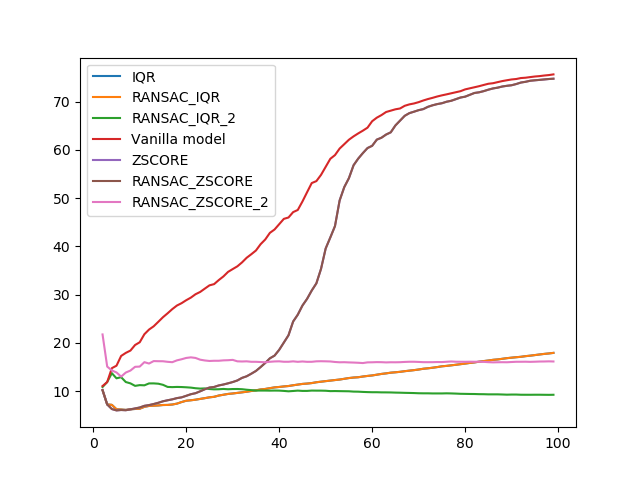 IQR
RANSAC_IQR
RANSAC_IQR_2
Vanilla model
ZSCORE
RANSAC_ZSCORE
RANSAC_ZSCORE_2
70
60
50
40
30
20
10
0 20 40 60 80 100